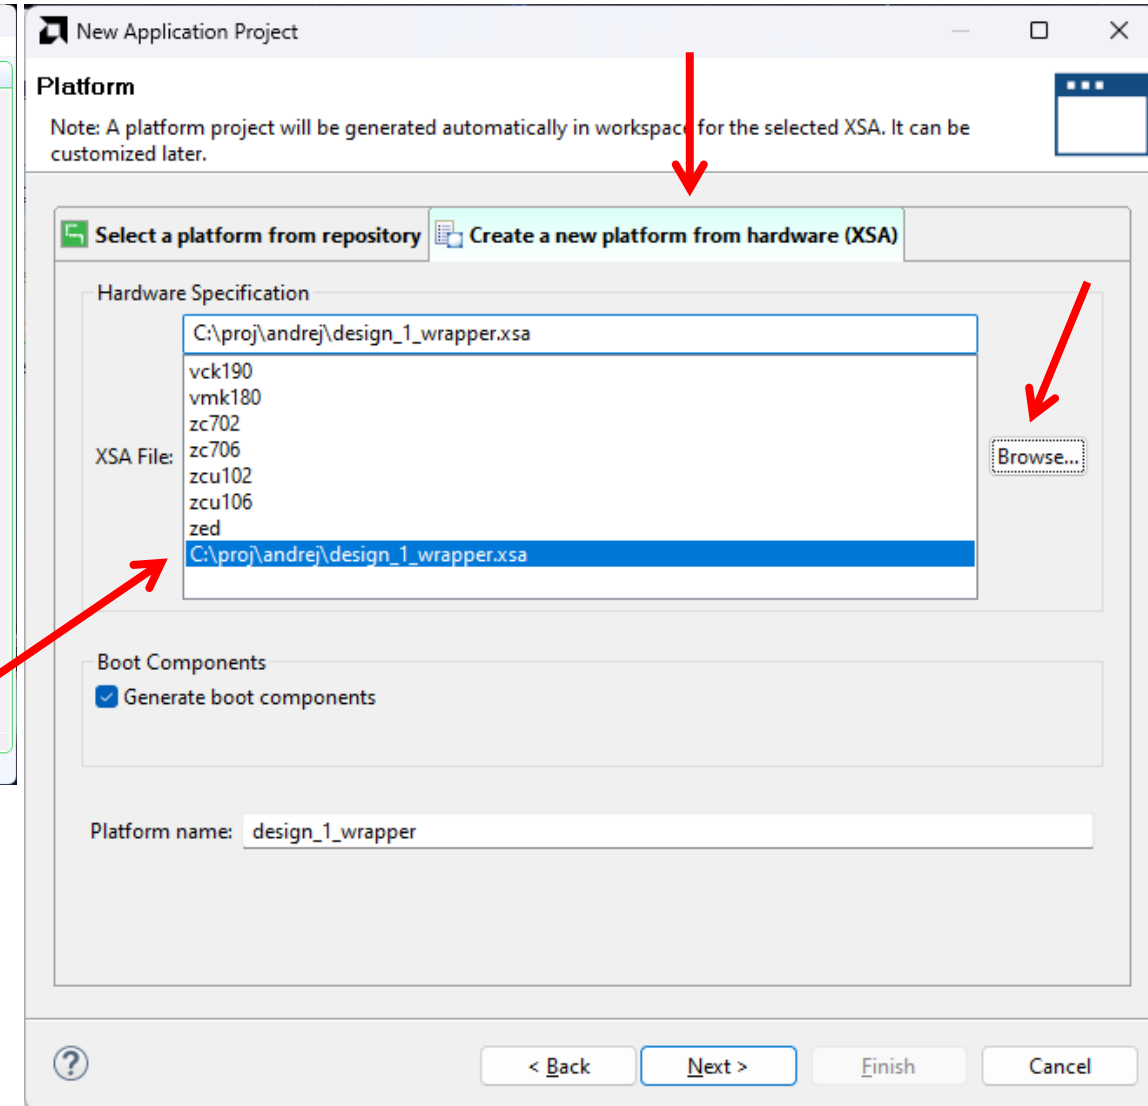 New Application Project
Platform
Note: A platform project will be generated automatically in workspace for the selected XSA. It can be
customized later.
Select a platform from repository
Create a new platform from hardware (XSA)
Hardware Specification
C:\proj\andrej\design_1_wrapper.xsa
vck190
vmk180
zc702
zc706
XSA File:
Browse...
zcu102
zcu106
zed
C:\proj\andrej\design_1_wrapper.xsa
Boot Components
Generate boot components
Platform name: design_1_wrapper
?
< Back
Next >
Finish
Cancel